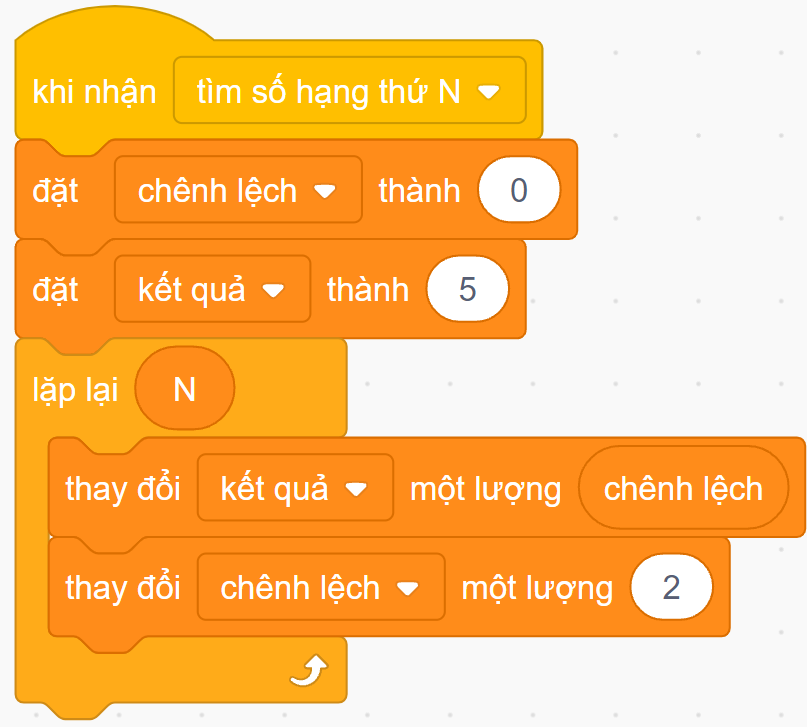 khi nhận tìm số hạng thứ N
đặt chênh lệch thành 0
đặt kết quả thành 5
lặp lại N
thay đổi kết quả một lượng chênh lệch
thay đổi chênh lệch một lượng 2